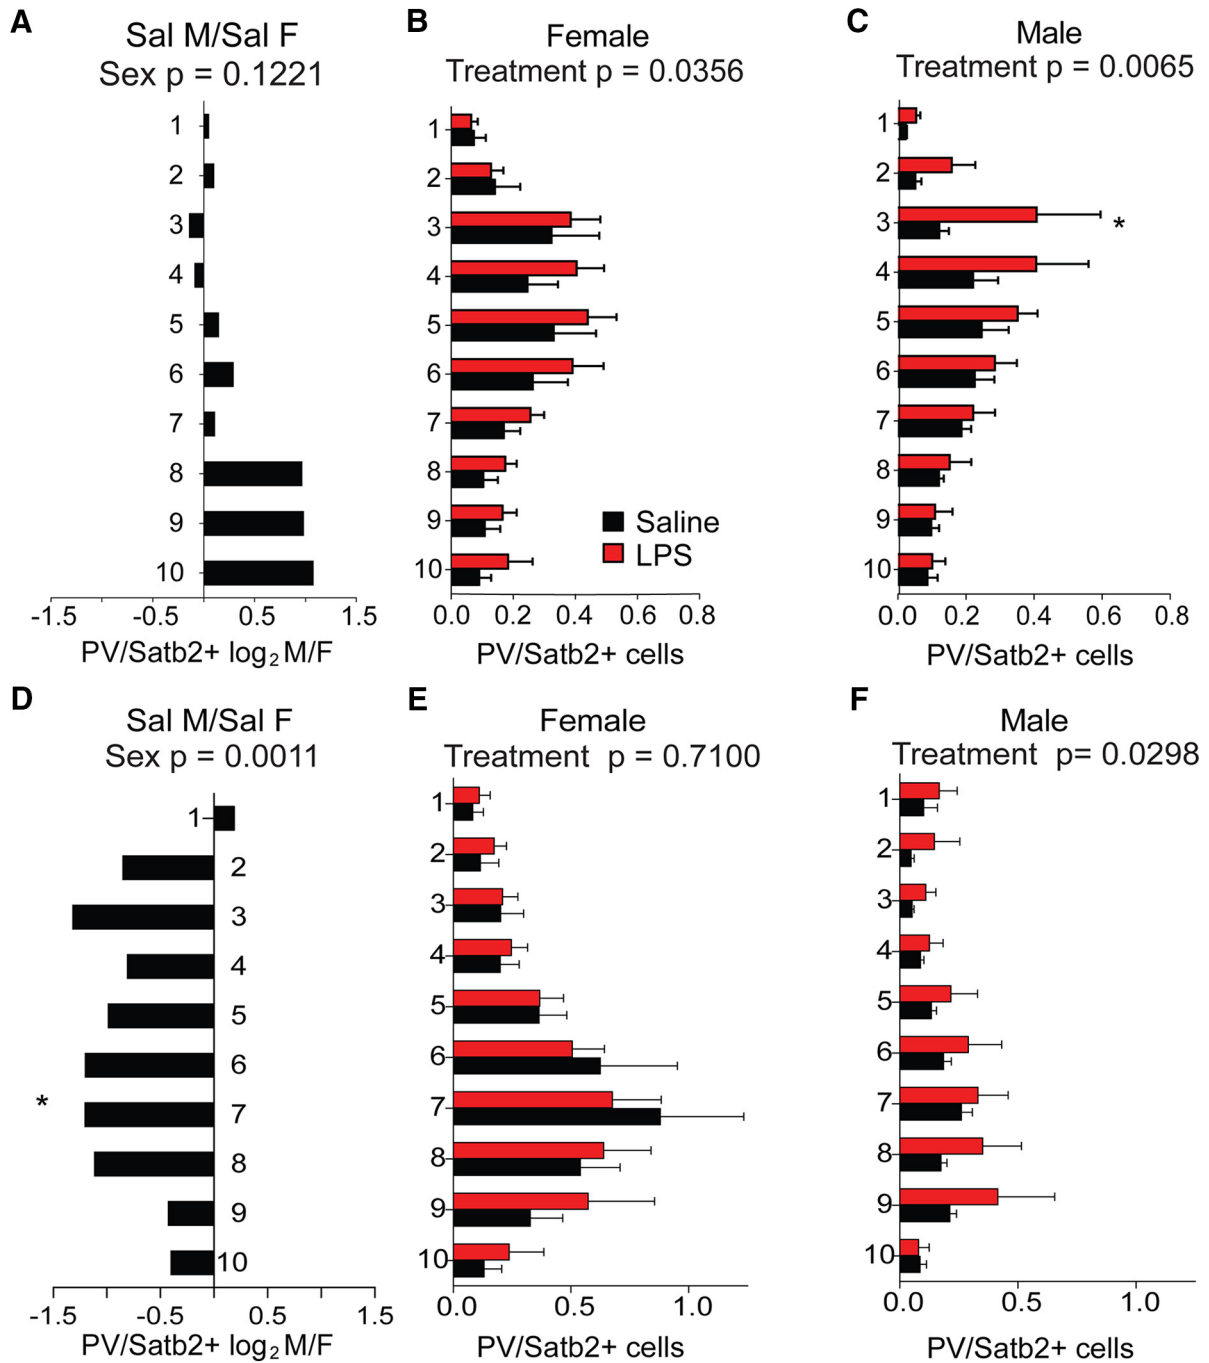 A
Sal M/Sal F
Sex p = 0.1221
1
2
3
4
5
6
7
8
9
10
-1.5 -0.5 0.5 1.5
PV/Satb2+ log₂ M/F
B
Female
Treatment p = 0.0356
1
2
3
4
5
6
7
8
9
10
Saline
LPS
0.0 0.2 0.4 0.6 0.8
PV/Satb2+ cells
C
Male
Treatment p = 0.0065
1
2
3 *
4
5
6
7
8
9
10
0.0 0.2 0.4 0.6 0.8
PV/Satb2+ cells
D
Sal M/Sal F
Sex p = 0.0011
1
2
3
4
5
6
* 7
8
9
10
-1.5 -0.5 0.5 1.5
PV/Satb2+ log₂ M/F
E
Female
Treatment p = 0.7100
1
2
3
4
5
6
7
8
9
10
0.0 0.5 1.0
PV/Satb2+ cells
F
Male
Treatment p= 0.0298
1
2
3
4
5
6
7
8
9
10
0.0 0.5 1.0
PV/Satb2+ cells